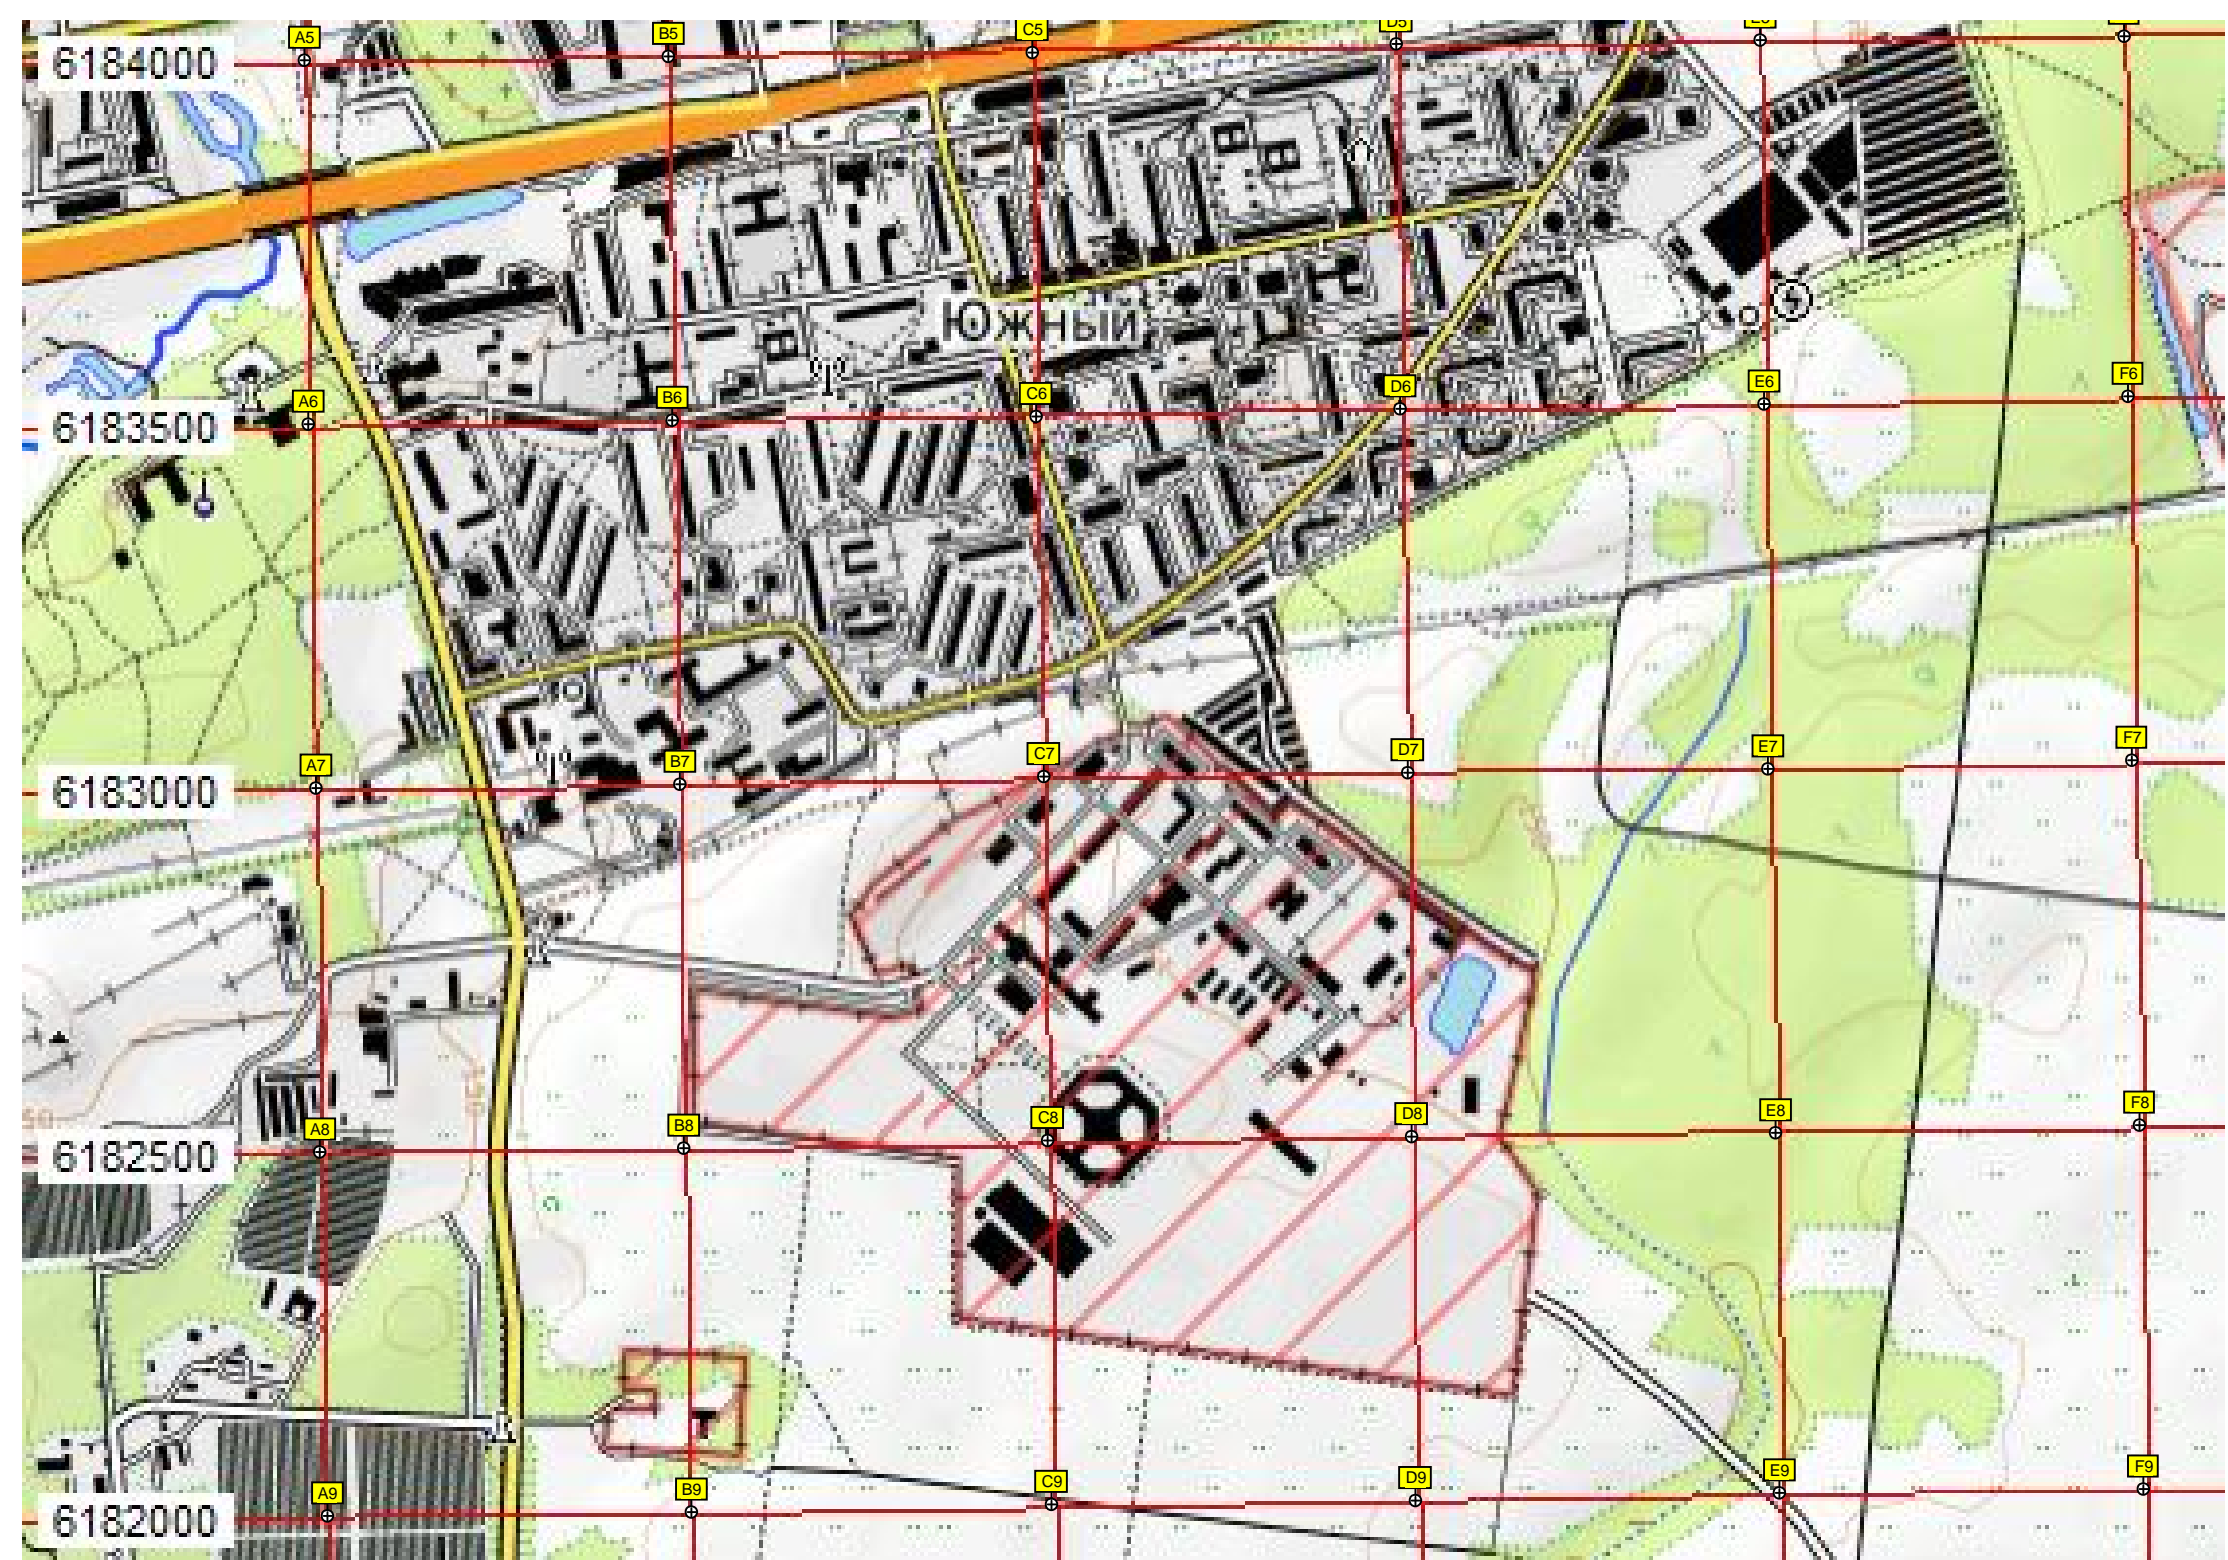 A5 B5 C5 D5
6184000
Южный
A6 B6 C6 D6 E6 F6
6183500
A7 B7 C7 D7 E7 F7
6183000
A8 B8 C8 D8 E8 F8
6182500
A9 B9 C9 D9 E9 F9
6182000